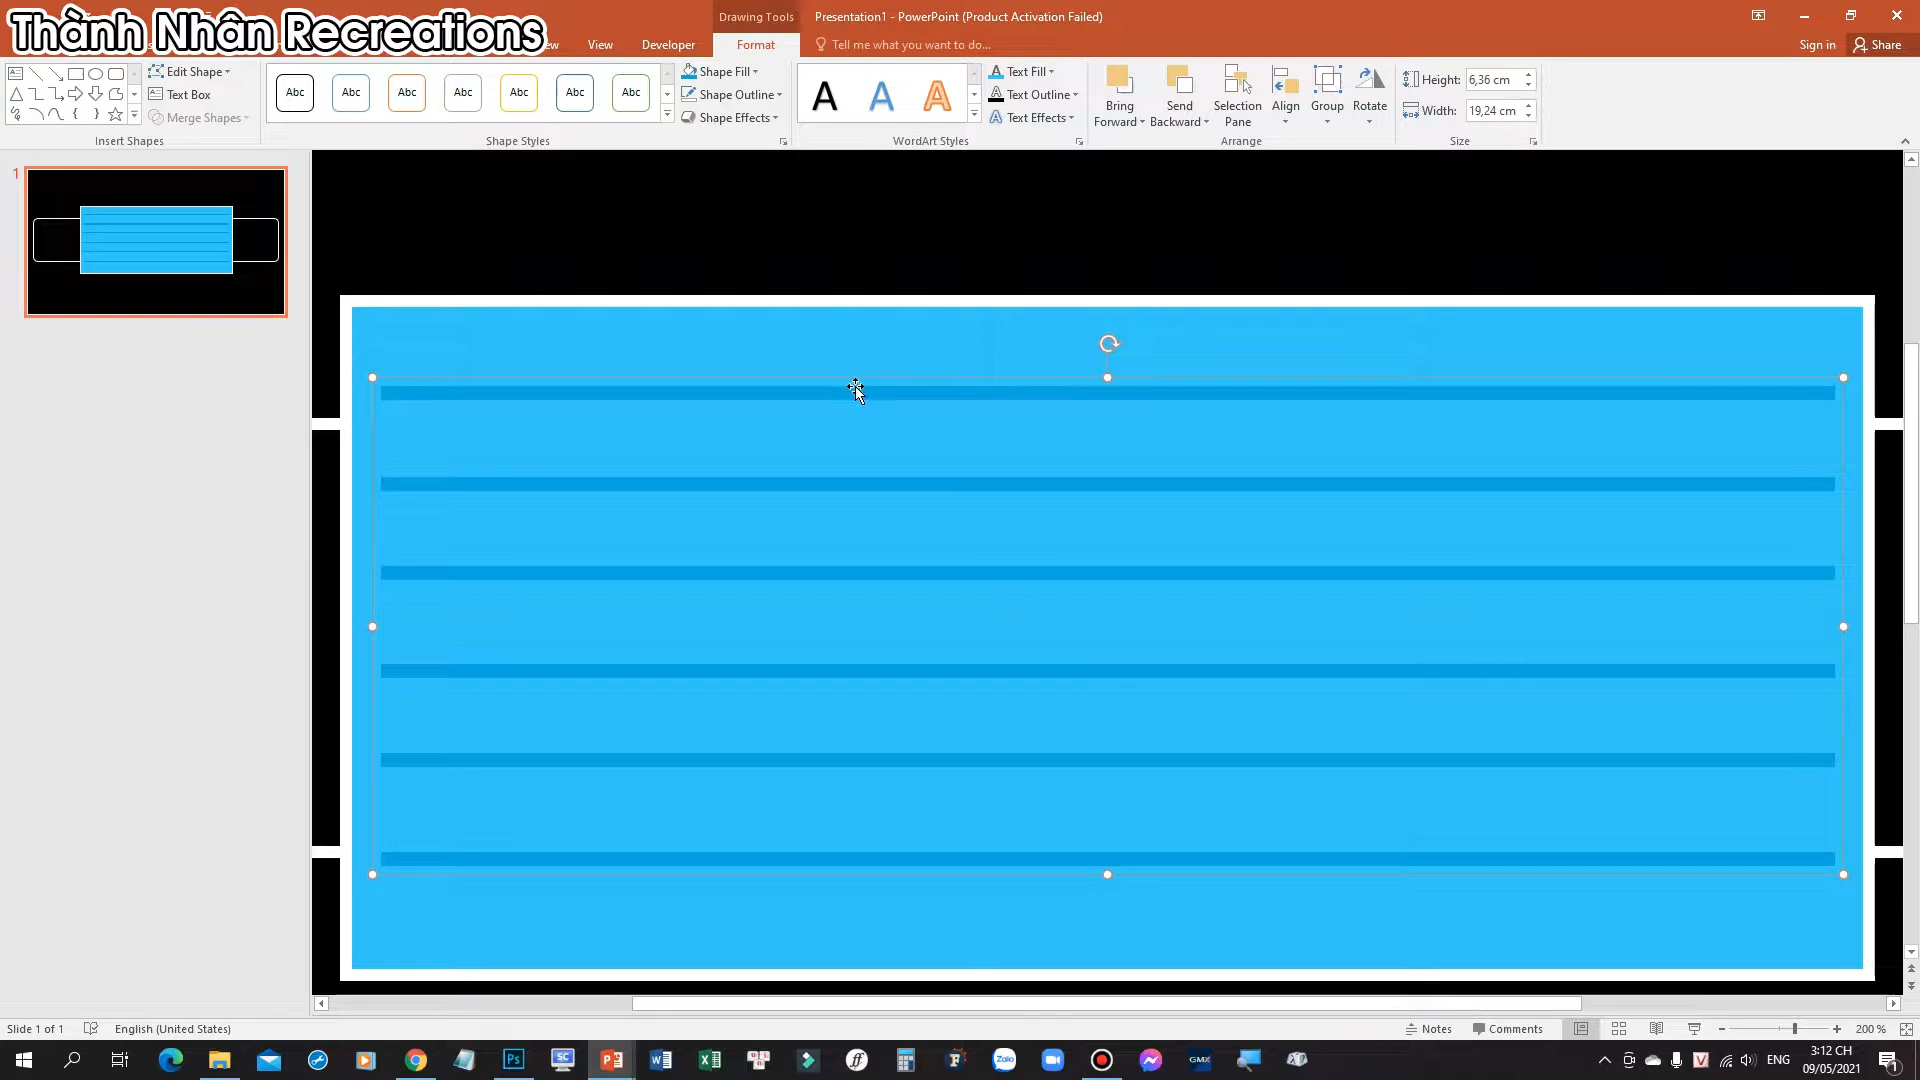 Thành Nhân Recreations
Drawing Tools
Presentation1 - PowerPoint (Product Activation Failed)
View
Developer
Format
Tell me what you want to do...
Sign in
Share
Edit Shape
Text Box
Merge Shapes
Insert Shapes
Abc Abc Abc Abc Abc Abc Abc
Shape Fill
Shape Outline
Shape Effects
Shape Styles
A A A
Text Fill
Text Outline
Text Effects
WordArt Styles
Bring Forward
Send Backward
Selection Pane
Align
Group
Rotate
Arrange
Height: 6,36 cm
Width: 19,24 cm
Size
1
Slide 1 of 1
English (United States)
Notes
Comments
200 %
ENG
3:12 CH
09/05/2021